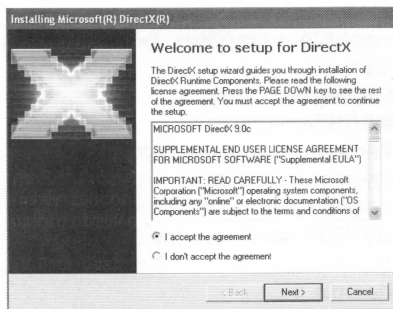 Installing Microsoft(R) DirectX(R)
Welcome to setup for DirectX
The DirectX setup wizard guides you through installation of
DirectX Runtime Components. Please read the following
license agreement. Press the PAGE DOWN key to see the rest
of the agreement. You must accept the agreement to continue
the setup.
MICROSOFT DirectX 9.0c
SUPPLEMENTAL END USER LICENSE AGREEMENT
FOR MICROSOFT SOFTWARE ("Supplemental EULA")
IMPORTANT: READ CAREFULLY - These Microsoft
Corporation ("Microsoft") operating system components,
including any "online" or electronic documentation ("OS
Components") are subject to the terms and conditions of
I accept the agreement
I don't accept the agreement
< Back Next > Cancel